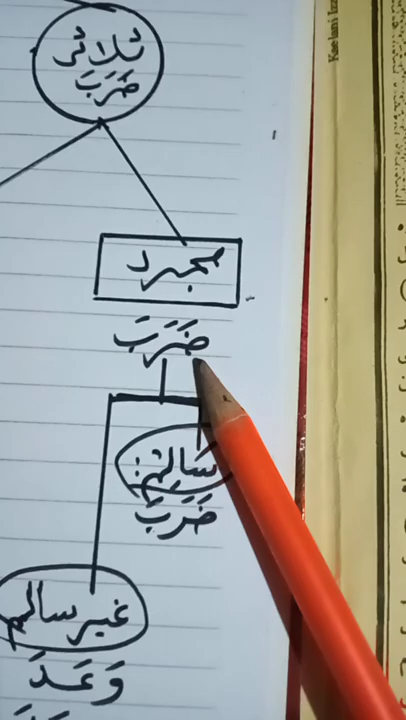 ثلاثي
ضَرَبَ
مجرد
ضَرَبَ
سالم:
ضَرَبَ
غير سالم
وَعَدَ